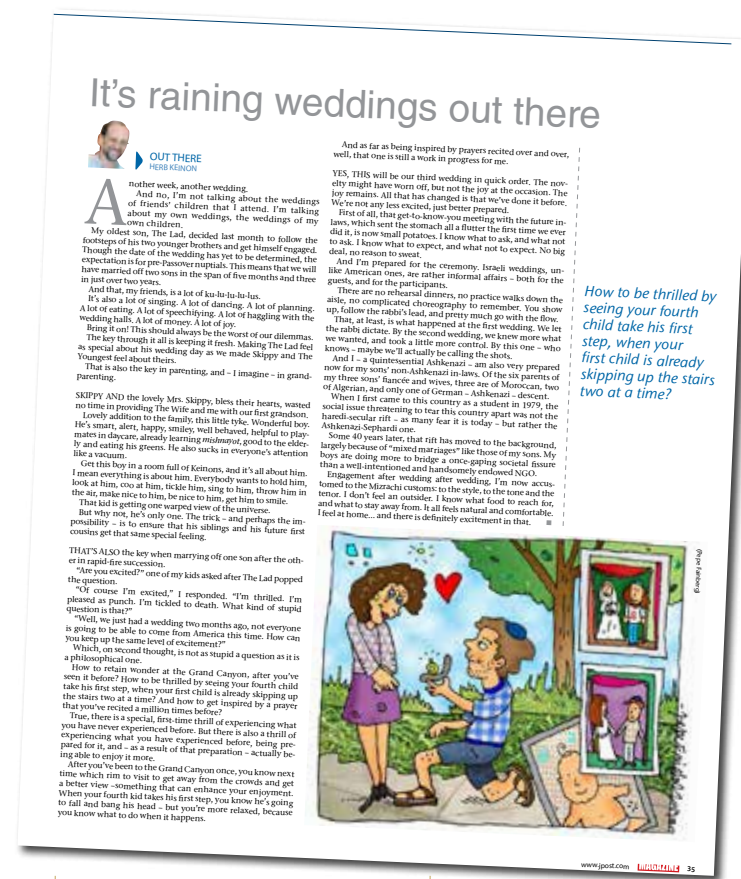 It's raining weddings out there
OUT THERE
HERB KEINON
Another week, another wedding.
And no, I'm not talking about the weddings
of friends' children that I attend. I'm talking
about my own weddings, the weddings of my
own children.
My oldest son, The Lad, decided last month to follow the
footsteps of his two younger brothers and get himself engaged.
Though the date of the wedding has yet to be determined, the
expectation is for pre-Passover nuptials. This means that we will
have married off two sons in the span of five months and three
in just over two years.
And that, my friends, is a lot of ku-lu-lu-lu-lus.
It's also a lot of singing. A lot of dancing. A lot of planning.
A lot of eating. A lot of speechifying. A lot of haggling with the
wedding halls. A lot of money. A lot of joy.
Bring it on! This should always be the worst of our dilemmas.
The key through it all is keeping it fresh. Making The Lad feel
as special about his wedding day as we made Skippy and The
Youngest feel about theirs.
That is also the key in parenting, and – I imagine – in grand-
parenting.
SKIPPY AND the lovely Mrs. Skippy, bless their hearts, wasted
no time in providing The Wife and me with our first grandson.
Lovely addition to the family, this little tyke. Wonderful boy.
He's smart, alert, happy, smiley, well behaved, helpful to play-
mates in daycare, already learning mishnayot, good to the elder-
ly and eating his greens. He also sucks in everyone's attention
like a vacuum.
Get this boy in a room full of Keinons, and it's all about him.
I mean everything is about him. Everybody wants to hold him,
look at him, coo at him, tickle him, sing to him, throw him in
the air, make nice to him, be nice to him, get him to smile.
That kid is getting one warped view of the universe.
But why not, he's only one. The trick – and perhaps the im-
possibility – is to ensure that his siblings and his future first
cousins get that same special feeling.
THAT'S ALSO the key when marrying off one son after the oth-
er in rapid-fire succession.
"Are you excited?" one of my kids asked after The Lad popped
the question.
"Of course I'm excited," I responded. "I'm thrilled. I'm
pleased as punch. I'm tickled to death. What kind of stupid
question is that?"
"Well, we just had a wedding two months ago, not everyone
is going to be able to come from America this time. How can
you keep up the same level of excitement?"
Which, on second thought, is not as stupid a question as it is
a philosophical one.
How to retain wonder at the Grand Canyon, after you've
seen it before? How to be thrilled by seeing your fourth child
take his first step, when your first child is already skipping up
the stairs two at a time? And how to get inspired by a prayer
that you've recited a million times before?
True, there is a special, first-time thrill of experiencing what
you have never experienced before. But there is also a thrill of
experiencing what you have experienced before, being pre-
pared for it, and – as a result of that preparation – actually be-
ing able to enjoy it more.
After you've been to the Grand Canyon once, you know next
time which rim to visit to get away from the crowds and get
a better view –something that can enhance your enjoyment.
When your fourth kid takes his first step, you know he's going
to fall and bang his head – but you're more relaxed, because
you know what to do when it happens.
And as far as being inspired by prayers recited over and over,
well, that one is still a work in progress for me.
YES, THIS will be our third wedding in quick order. The nov-
elty might have worn off, but not the joy at the occasion. The
joy remains. All that has changed is that we've done it before.
We're not any less excited, just better prepared.
First of all, that get-to-know-you meeting with the future in-
laws, which sent the stomach all a flutter the first time we ever
did it, is now small potatoes. I know what to ask, and what not
to ask. I know what to expect, and what not to expect. No big
deal, no reason to sweat.
And I'm prepared for the ceremony. Israeli weddings, un-
like American ones, are rather informal affairs – both for the
guests, and for the participants.
There are no rehearsal dinners, no practice walks down the
aisle, no complicated choreography to remember. You show
up, follow the rabbi's lead, and pretty much go with the flow.
That, at least, is what happened at the first wedding. We let
the rabbi dictate. By the second wedding, we knew more what
we wanted, and took a little more control. By this one – who
knows – maybe we'll actually be calling the shots.
And I – a quintessential Ashkenazi – am also very prepared
now for my sons' non-Ashkenazi in-laws. Of the six parents of
my three sons' fiancée and wives, three are of Moroccan, two
of Algerian, and only one of German – Ashkenazi – descent.
When I first came to this country as a student in 1979, the
social issue threatening to tear this country apart was not the
haredi-secular rift – as many fear it is today – but rather the
Ashkenazi-Sephardi one.
Some 40 years later, that rift has moved to the background,
largely because of "mixed marriages" like those of my sons. My
boys are doing more to bridge a once-gaping societal fissure
than a well-intentioned and handsomely endowed NGO.
Engagement after wedding after wedding, I'm now accus-
tomed to the Mizrachi customs: to the style, to the tone and the
tenor. I don't feel an outsider. I know what food to reach for,
and what to stay away from. It all feels natural and comfortable.
I feel at home... and there is definitely excitement in that.
How to be thrilled by
seeing your fourth
child take his first
step, when your
first child is already
skipping up the stairs
two at a time?
www.jpost.com MAGAZINE 35